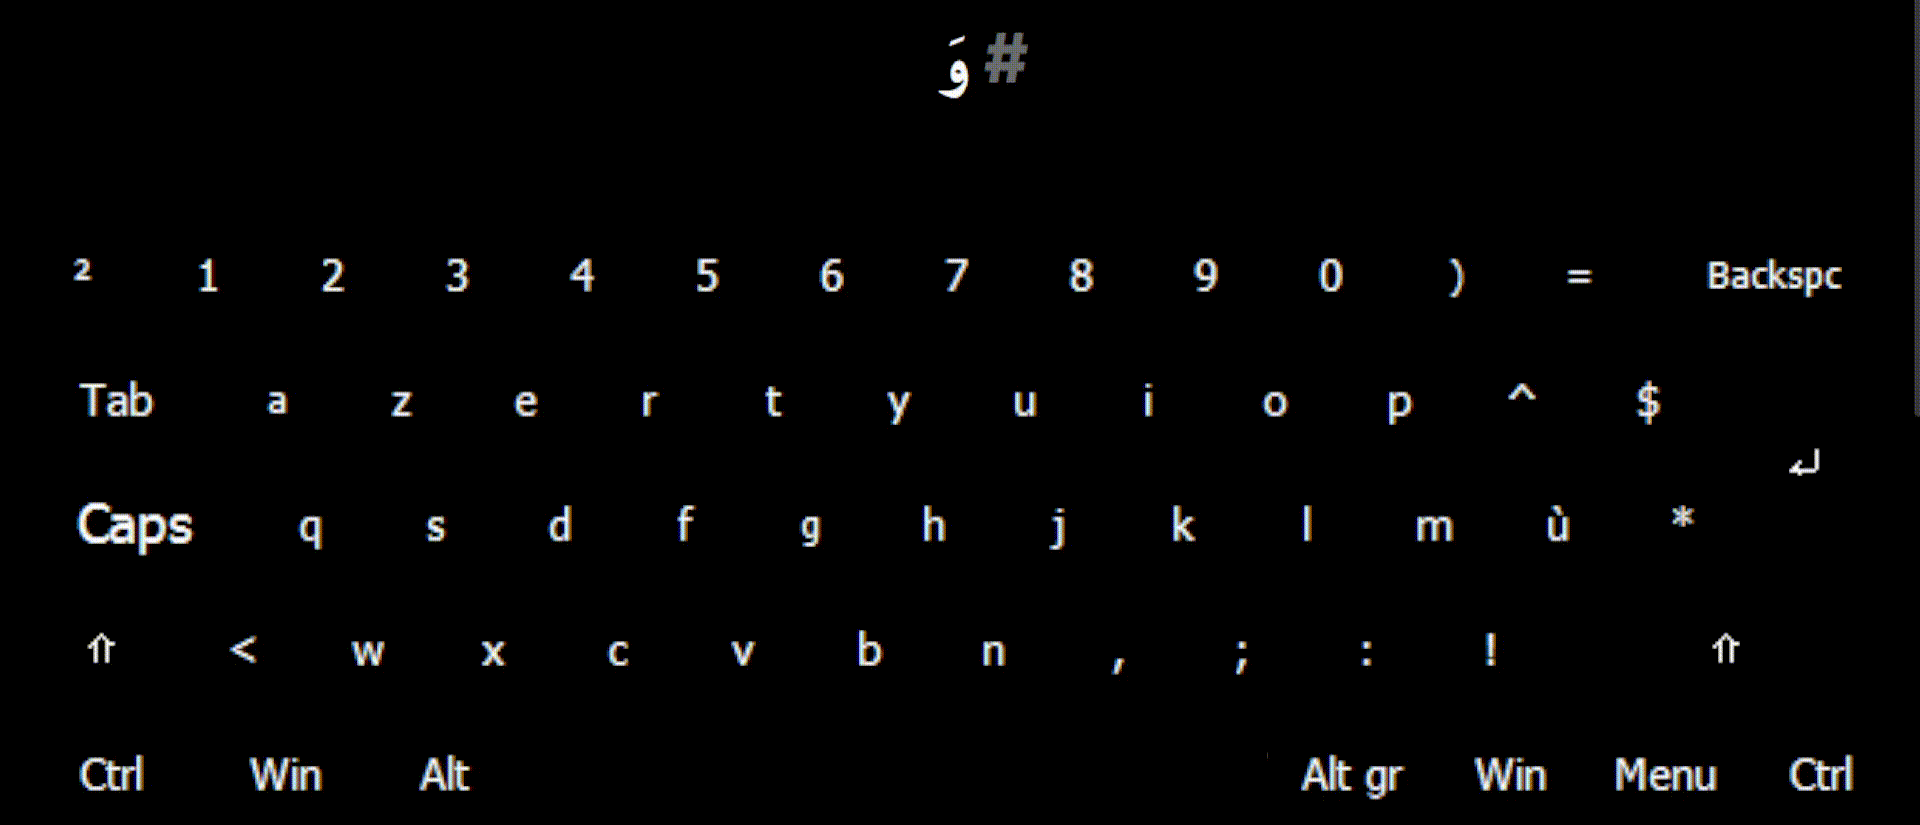 #وَ
² 1 2 3 4 5 6 7 8 9 0 ) = Backspc
Tab a z e r t y u i o p ^ $
↵
Caps q s d f g h j k l m ù *
⇑ < w x c v b n , ; : ! ⇑
Ctrl Win Alt Alt gr Win Menu Ctrl